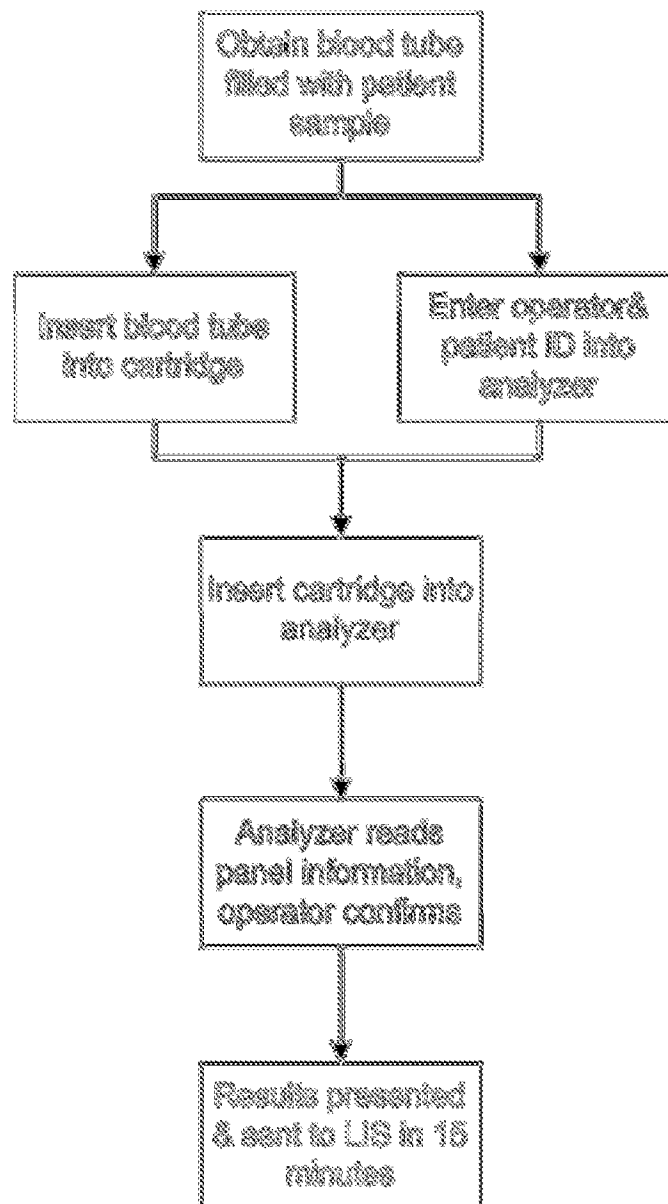 Obtain blood tube
filled with patient
sample
Insert blood tube
into cartridge
Enter operator&
patient ID into
analyzer
Insert cartridge into
analyzer
Analyzer reads
panel information,
operator confirms
Results presented
& sent to LIS in 15
minutes